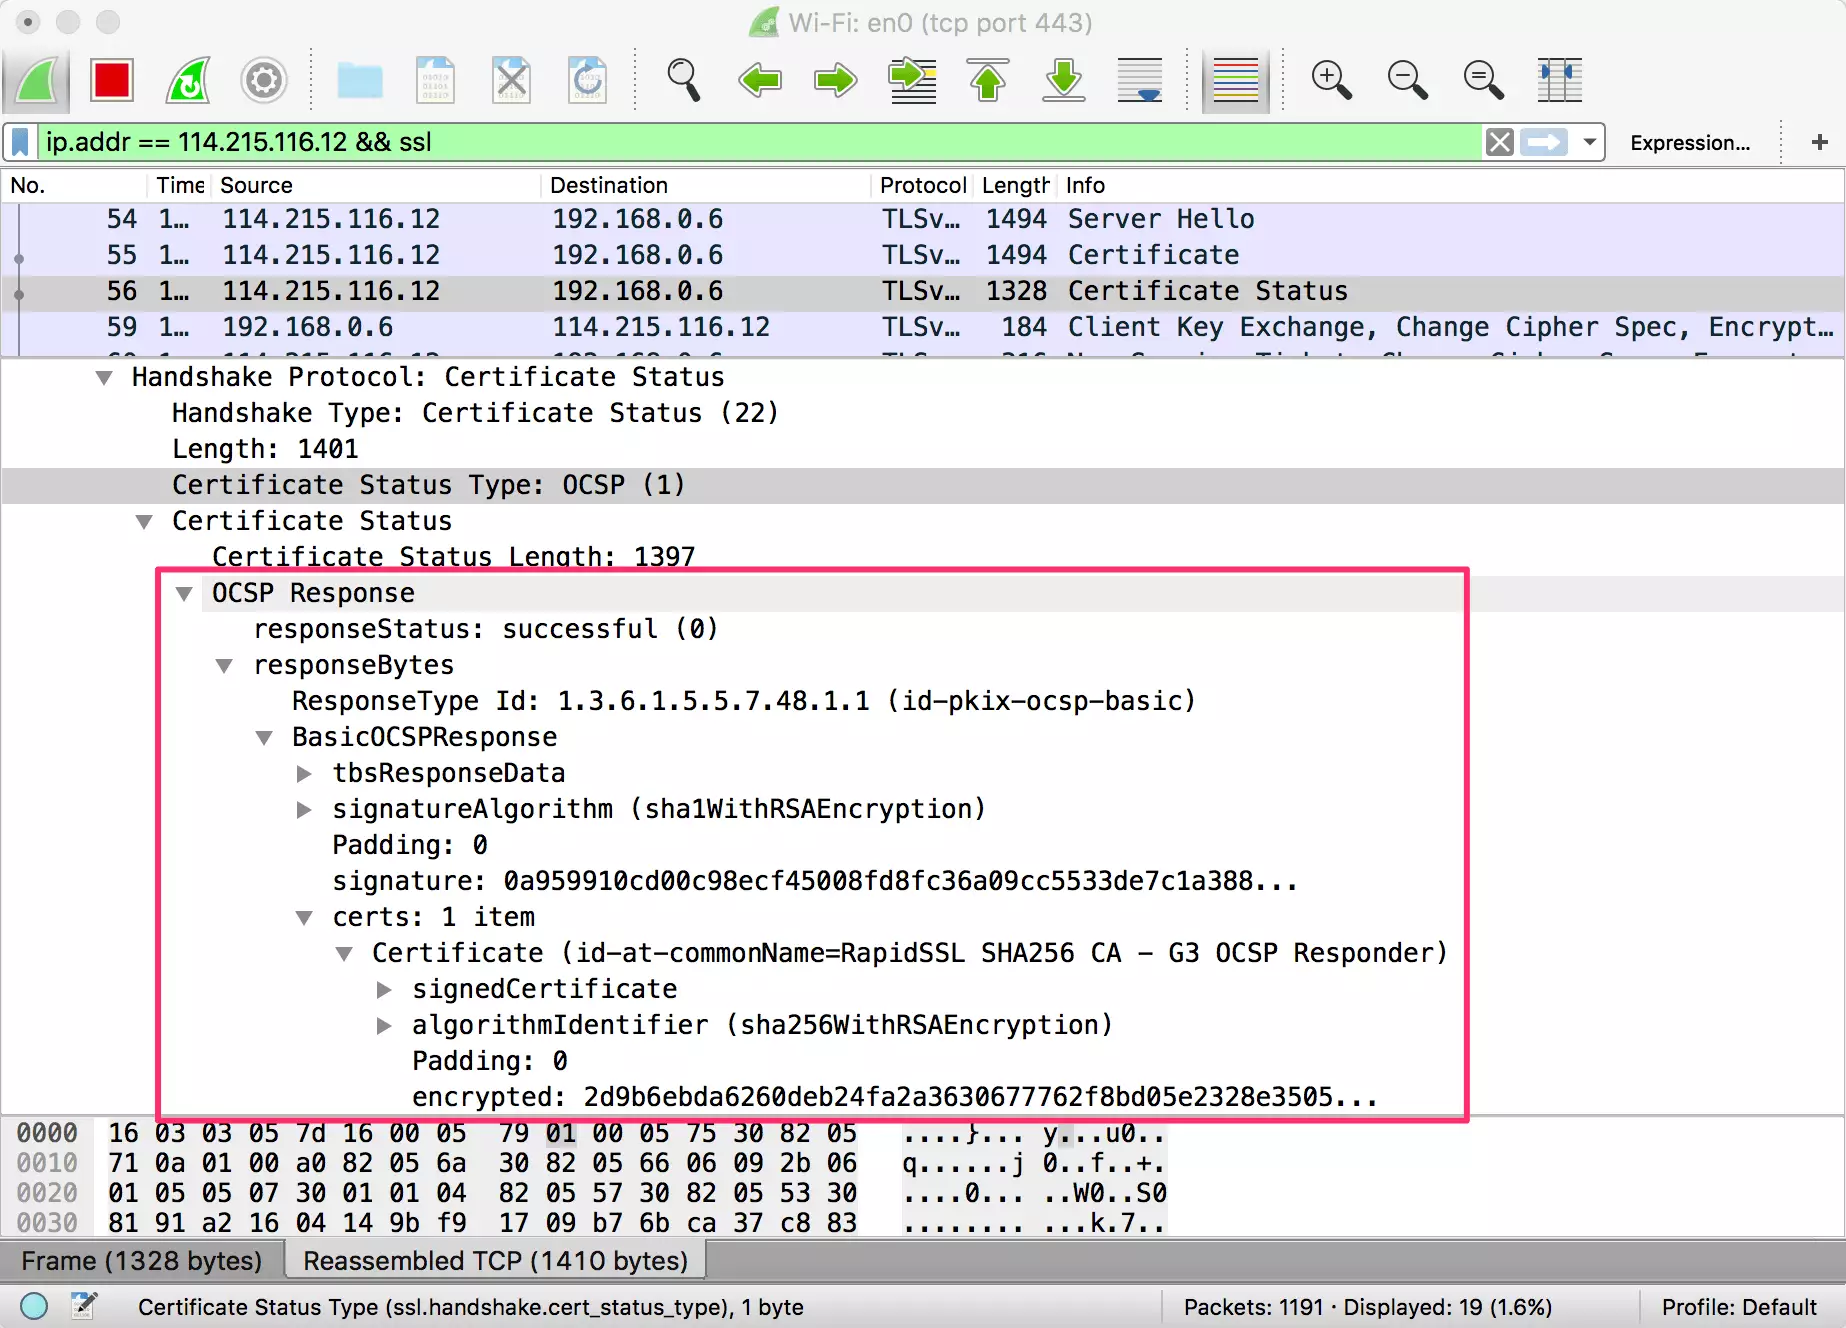 Wi-Fi: en0 (tcp port 443)
ip.addr == 114.215.116.12 && ssl
Expression…
+
No. Time Source Destination Protocol Length Info
54 1… 114.215.116.12 192.168.0.6 TLSv… 1494 Server Hello
55 1… 114.215.116.12 192.168.0.6 TLSv… 1494 Certificate
56 1… 114.215.116.12 192.168.0.6 TLSv… 1328 Certificate Status
59 1… 192.168.0.6 114.215.116.12 TLSv… 184 Client Key Exchange, Change Cipher Spec, Encrypt…
Handshake Protocol: Certificate Status
Handshake Type: Certificate Status (22)
Length: 1401
Certificate Status Type: OCSP (1)
Certificate Status
Certificate Status Length: 1397
OCSP Response
responseStatus: successful (0)
responseBytes
ResponseType Id: 1.3.6.1.5.5.7.48.1.1 (id-pkix-ocsp-basic)
BasicOCSPResponse
tbsResponseData
signatureAlgorithm (sha1WithRSAEncryption)
Padding: 0
signature: 0a959910cd00c98ecf45008fd8fc36a09cc5533de7c1a388...
certs: 1 item
Certificate (id-at-commonName=RapidSSL SHA256 CA - G3 OCSP Responder)
signedCertificate
algorithmIdentifier (sha256WithRSAEncryption)
Padding: 0
encrypted: 2d9b6ebda6260deb24fa2a3630677762f8bd05e2328e3505...
0000 16 03 03 05 7d 16 00 05 79 01 00 05 75 30 82 05 ....}... y...u0..
0010 71 0a 01 00 a0 82 05 6a 30 82 05 66 06 09 2b 06 q......j 0..f..+.
0020 01 05 05 07 30 01 01 04 82 05 57 30 82 05 53 30 ....0... ..W0..S0
0030 81 91 a2 16 04 14 9b f9 17 09 b7 6b ca 37 c8 83 ........ ...k.7..
Frame (1328 bytes) Reassembled TCP (1410 bytes)
Certificate Status Type (ssl.handshake.cert_status_type), 1 byte Packets: 1191 · Displayed: 19 (1.6%) Profile: Default